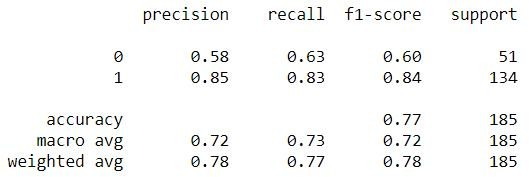 precision recall f1-score support
0 0.58 0.63 0.60 51
1 0.85 0.83 0.84 134
accuracy 0.77 185
macro avg 0.72 0.73 0.72 185
weighted avg 0.78 0.77 0.78 185